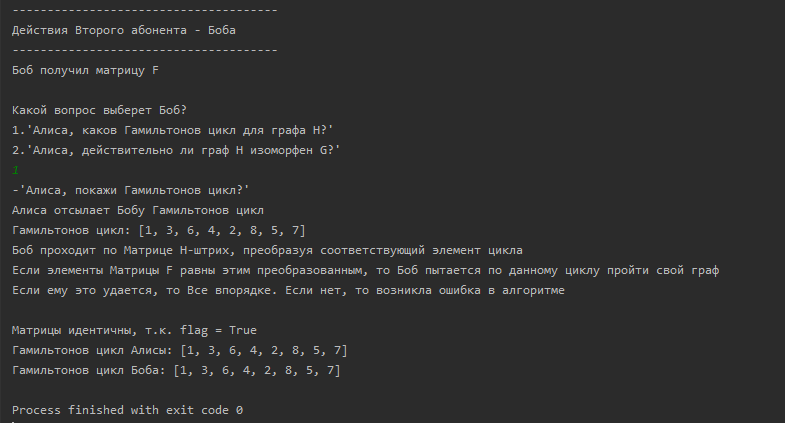 --------------------------------------
Действия Второго абонента - Боба
--------------------------------------
Боб получил матрицу F
Какой вопрос выберет Боб?
1.'Алиса, каков Гамильтонов цикл для графа H?'
2.'Алиса, действительно ли граф H изоморфен G?'
1
-'Алиса, покажи Гамильтонов цикл?'
Алиса отсылает Бобу Гамильтонов цикл
Гамильтонов цикл: [1, 3, 6, 4, 2, 8, 5, 7]
Боб проходит по Матрице H-штрих, преобразуя соответствующий элемент цикла
Если элементы Матрицы F равны этим преобразованным, то Боб пытается по данному циклу пройти свой граф
Если ему это удается, то Все впорядке. Если нет, то возникла ошибка в алгоритме
Матрицы идентичны, т.к. flag = True
Гамильтонов цикл Алисы: [1, 3, 6, 4, 2, 8, 5, 7]
Гамильтонов цикл Боба: [1, 3, 6, 4, 2, 8, 5, 7]
Process finished with exit code 0